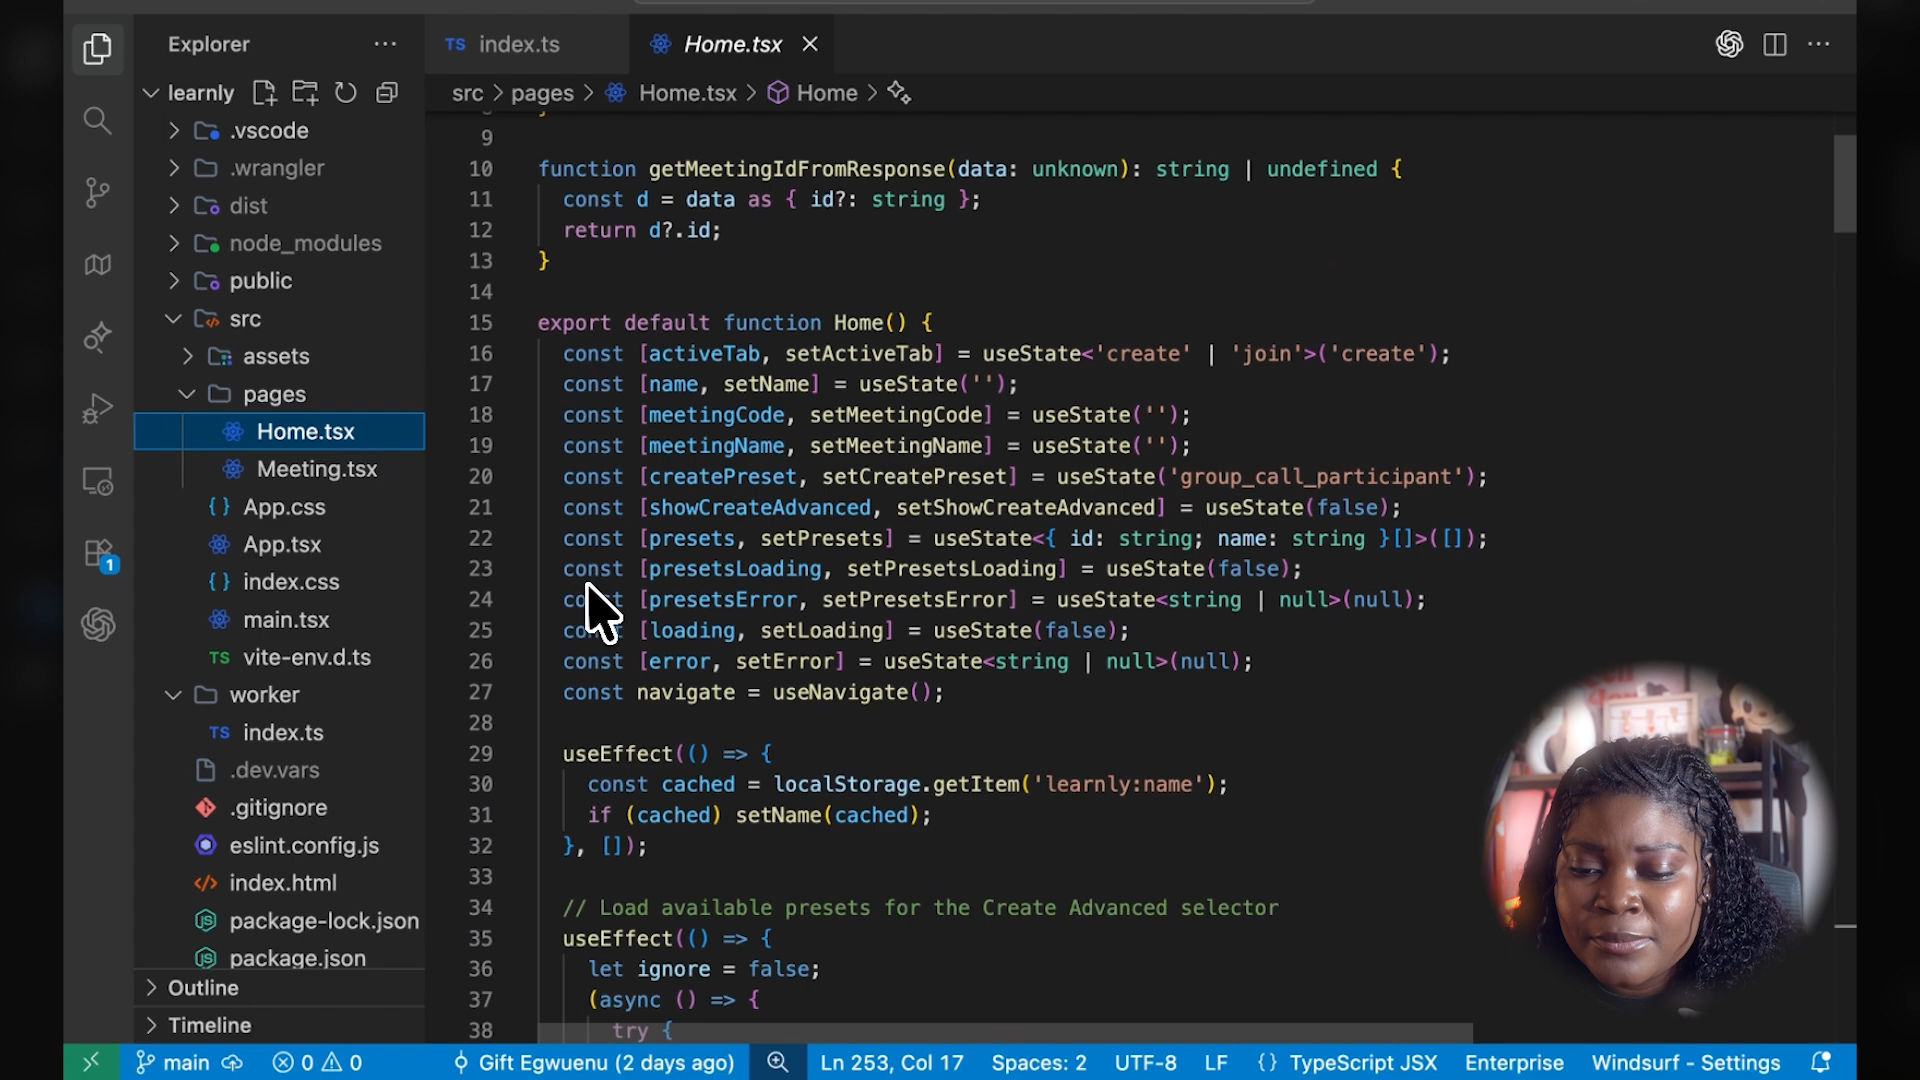 Explorer
TS index.ts
Home.tsx
learnly
src > pages > Home.tsx > Home >
.vscode
.wrangler
dist
node_modules
public
src
assets
pages
Home.tsx
Meeting.tsx
{ } App.css
App.tsx
{ } index.css
main.tsx
TS vite-env.d.ts
worker
TS index.ts
.dev.vars
.gitignore
eslint.config.js
</> index.html
JS package-lock.json
JS package.json
Outline
Timeline
1
9
10 function getMeetingIdFromResponse(data: unknown): string | undefined {
11 const d = data as { id?: string };
12 return d?.id;
13 }
14
15 export default function Home() {
16 const [activeTab, setActiveTab] = useState<'create' | 'join'>('create');
17 const [name, setName] = useState('');
18 const [meetingCode, setMeetingCode] = useState('');
19 const [meetingName, setMeetingName] = useState('');
20 const [createPreset, setCreatePreset] = useState('group_call_participant');
21 const [showCreateAdvanced, setShowCreateAdvanced] = useState(false);
22 const [presets, setPresets] = useState<{ id: string; name: string }[]>([]);
23 const [presetsLoading, setPresetsLoading] = useState(false);
24 const [presetsError, setPresetsError] = useState<string | null>(null);
25 const [loading, setLoading] = useState(false);
26 const [error, setError] = useState<string | null>(null);
27 const navigate = useNavigate();
28
29 useEffect(() => {
30 const cached = localStorage.getItem('learnly:name');
31 if (cached) setName(cached);
32 }, []);
33
34 // Load available presets for the Create Advanced selector
35 useEffect(() => {
36 let ignore = false;
37 (async () => {
38 try {
main 0 0 Gift Egwuenu (2 days ago) Ln 253, Col 17 Spaces: 2 UTF-8 LF { } TypeScript JSX Enterprise Windsurf - Settings